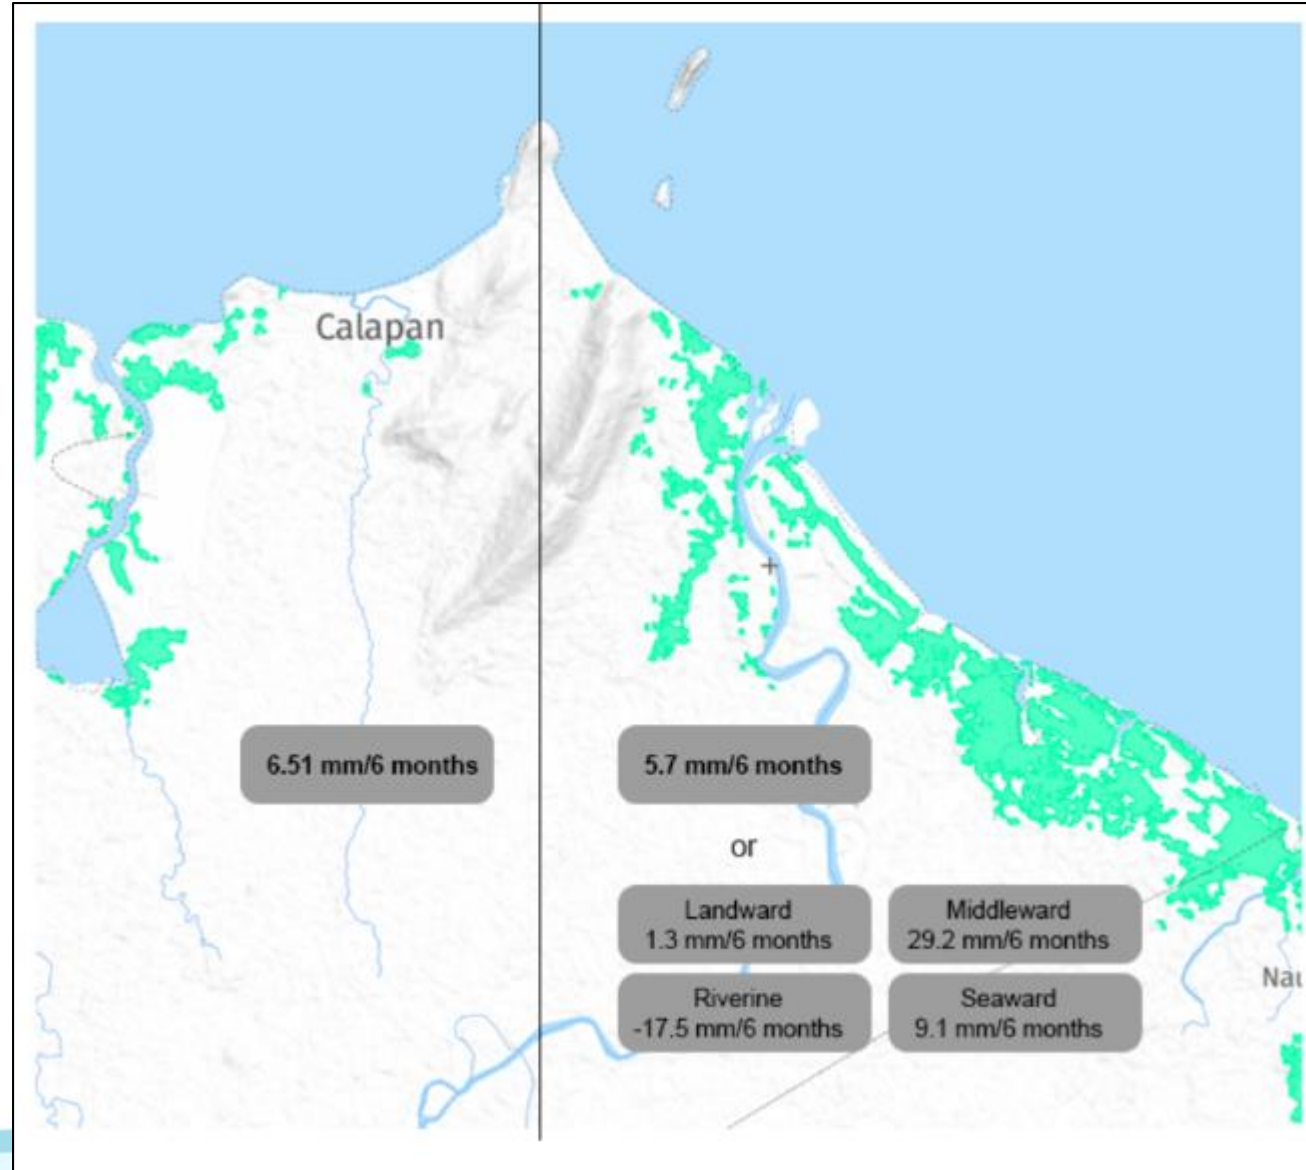 Calapan
6.51 mm/6 months
5.7 mm/6 months
or
Landward
1.3 mm/6 months
Middleward
29.2 mm/6 months
Riverine
-17.5 mm/6 months
Seaward
9.1 mm/6 months
Nau